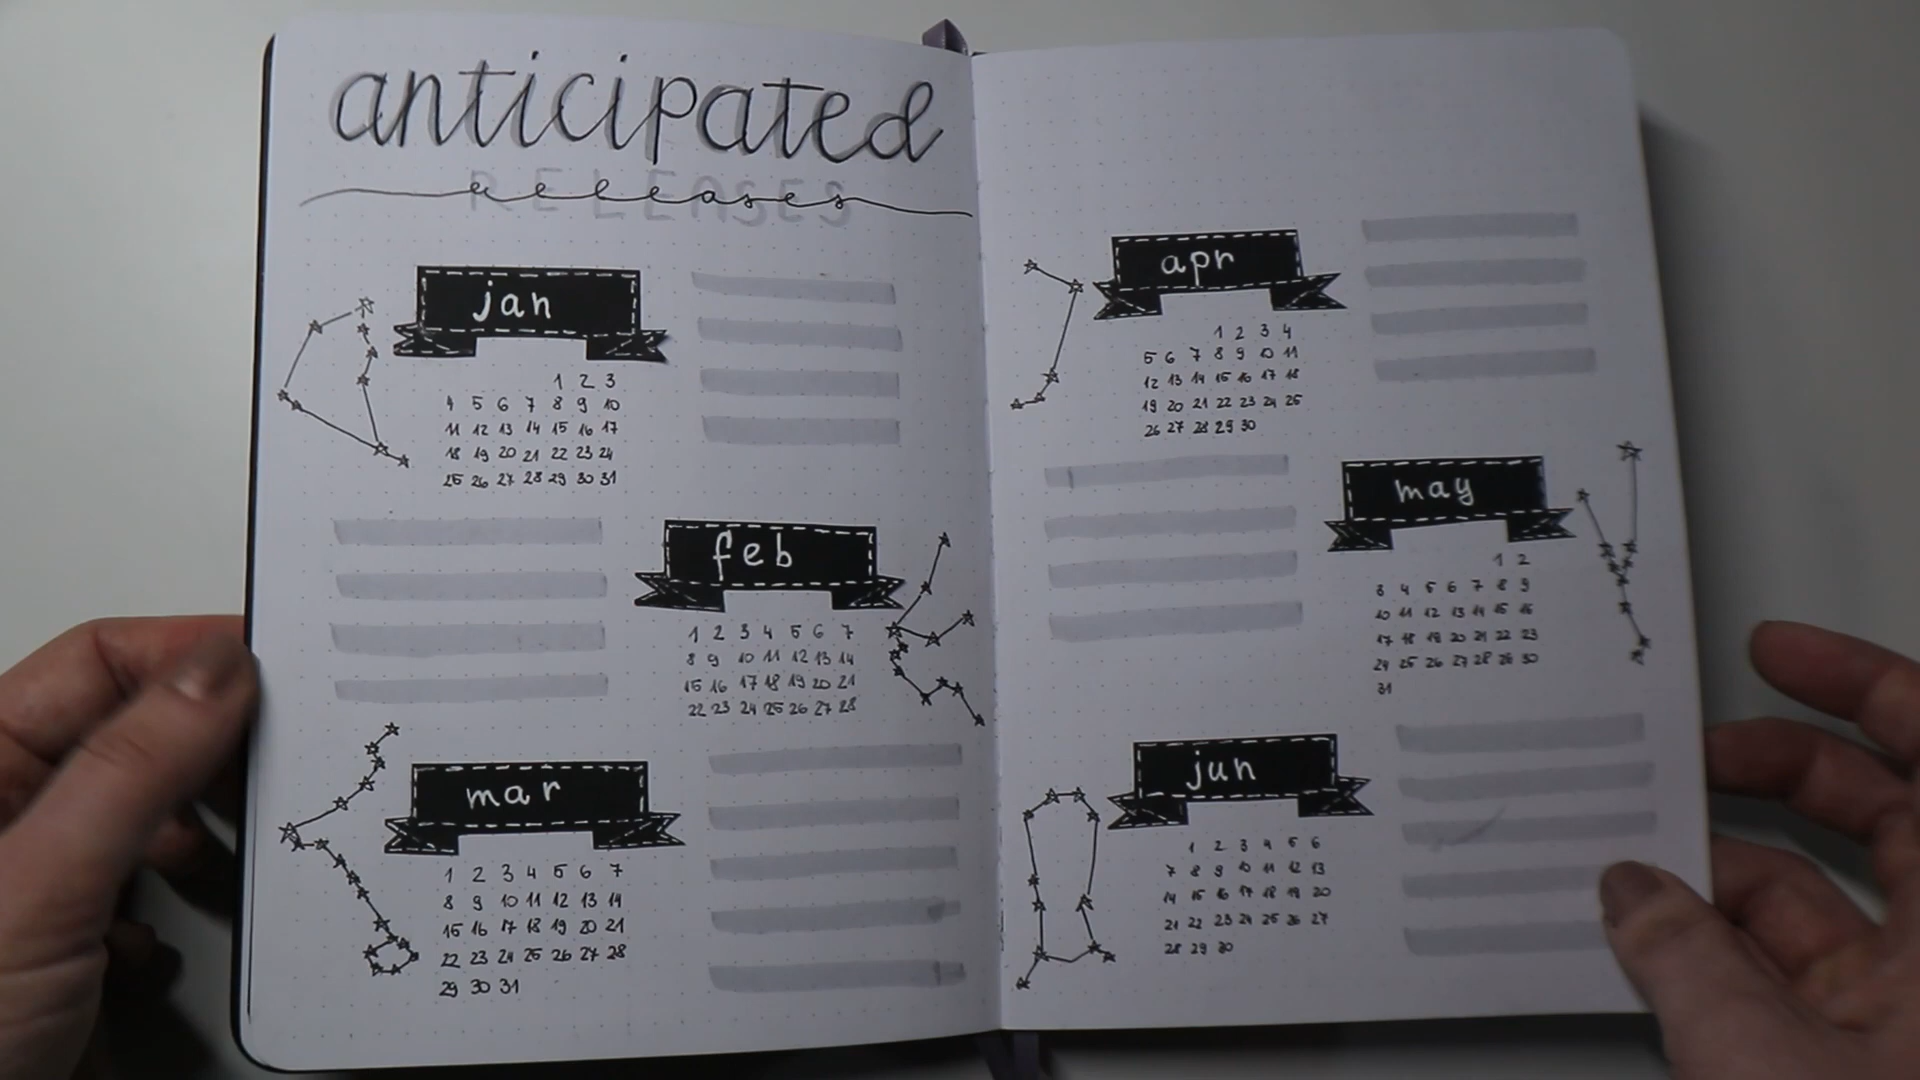 anticipated
RELEASES
releases
jan
1 2 3
4 5 6 7 8 9 10
11 12 13 14 15 16 17
18 19 20 21 22 23 24
25 26 27 28 29 30 31
feb
1 2 3 4 5 6 7
8 9 10 11 12 13 14
15 16 17 18 19 20 21
22 23 24 25 26 27 28
mar
1 2 3 4 5 6 7
8 9 10 11 12 13 14
15 16 17 18 19 20 21
22 23 24 25 26 27 28
29 30 31
apr
1 2 3 4
5 6 7 8 9 10 11
12 13 14 15 16 17 18
19 20 21 22 23 24 25
26 27 28 29 30
may
1 2
3 4 5 6 7 8 9
10 11 12 13 14 15 16
17 18 19 20 21 22 23
24 25 26 27 28 29 30
31
jun
1 2 3 4 5 6
7 8 9 10 11 12 13
14 15 16 17 18 19 20
21 22 23 24 25 26 27
28 29 30